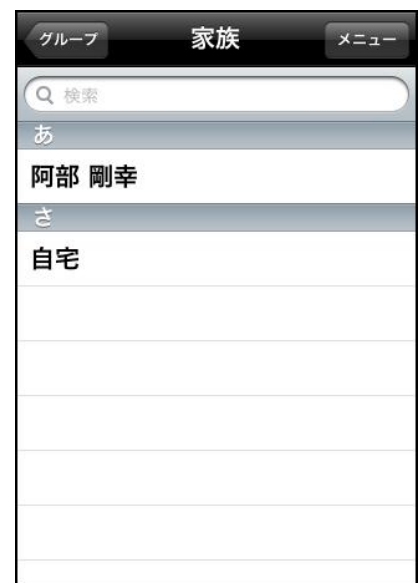 グループ 家族 メニュー
検索
あ
阿部 剛幸
さ
自宅